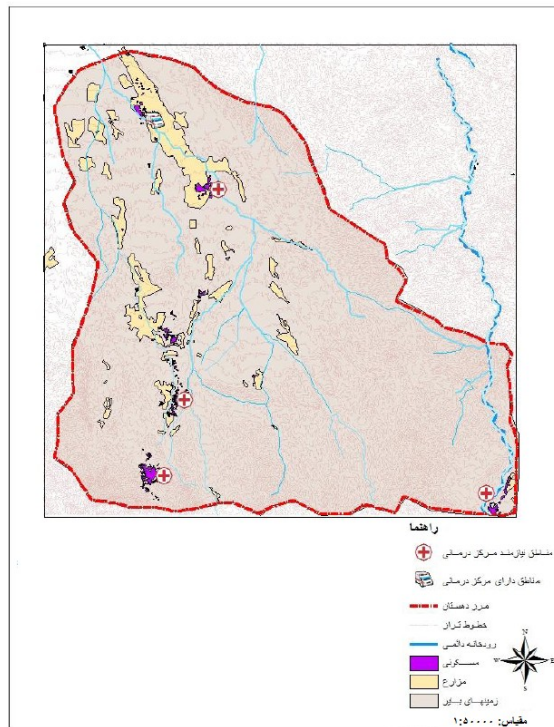 راهنما
مناطق نیازمند مرکز درمانی
مناطق دارای مرکز درمانی
مرز دهستان
خطوط تراز
رودخانه دائمی
مسکونی
مزارع
زمینهای بایر
N
W
E
S
مقیاس: ۱:۵۰۰۰۰